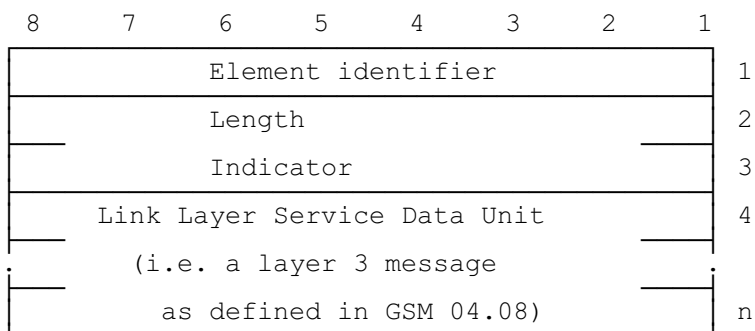 8 7 6 5 4 3 2 1
Element identifier 1
Length 2
Indicator 3
Link Layer Service Data Unit 4
. (i.e. a layer 3 message .
as defined in GSM 04.08) n